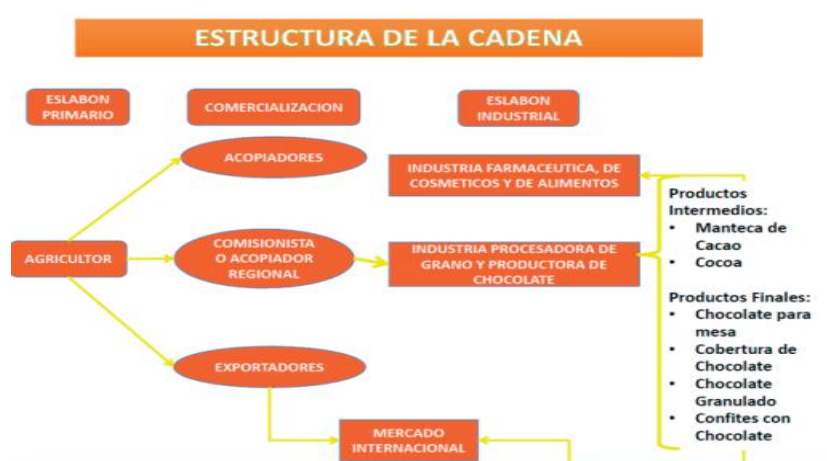 ESTRUCTURA DE LA CADENA
ESLABON
PRIMARIO
COMERCIALIZACION
ESLABON
INDUSTRIAL
ACOPIADORES
INDUSTRIA FARMACEUTICA, DE
COSMETICOS Y DE ALIMENTOS
AGRICULTOR
COMISIONISTA
O ACOPIADOR
REGIONAL
INDUSTRIA PROCESADORA DE
GRANO Y PRODUCTORA DE
CHOCOLATE
EXPORTADORES
MERCADO
INTERNACIONAL
Productos
Intermedios:
• Manteca de
Cacao
• Cocoa
Productos Finales:
• Chocolate para
mesa
• Cobertura de
Chocolate
• Chocolate
Granulado
• Confites con
Chocolate